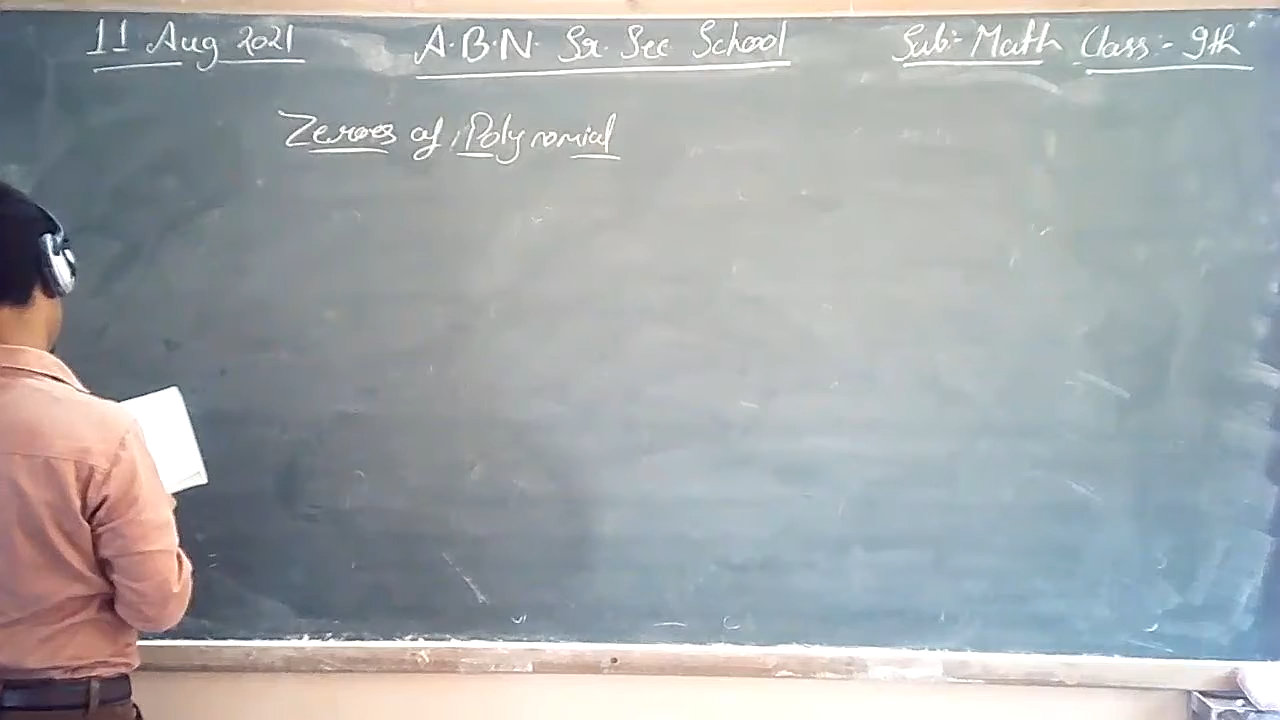 11 Aug 2021 A.B.N. Sr. Sec School Sub:- Math Class:- 9th
Zeroes of Polynomial